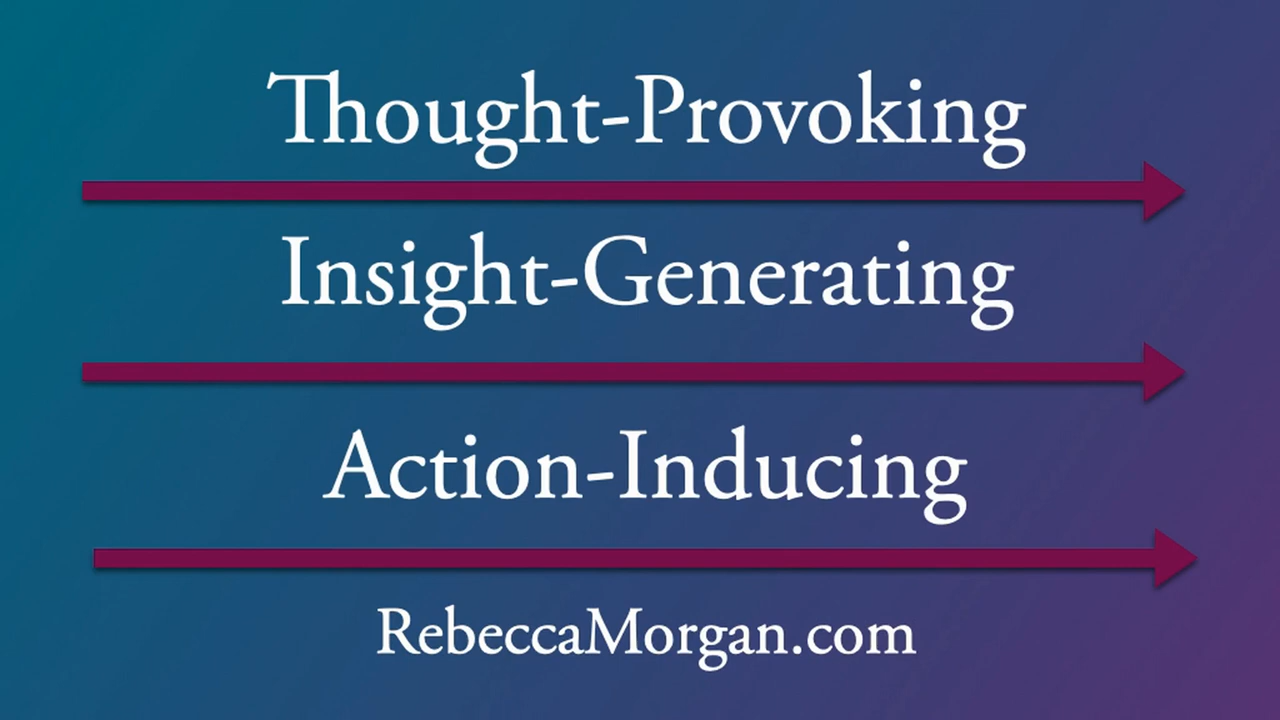 Thought-Provoking
Insight-Generating
Action-Inducing
RebeccaMorgan.com